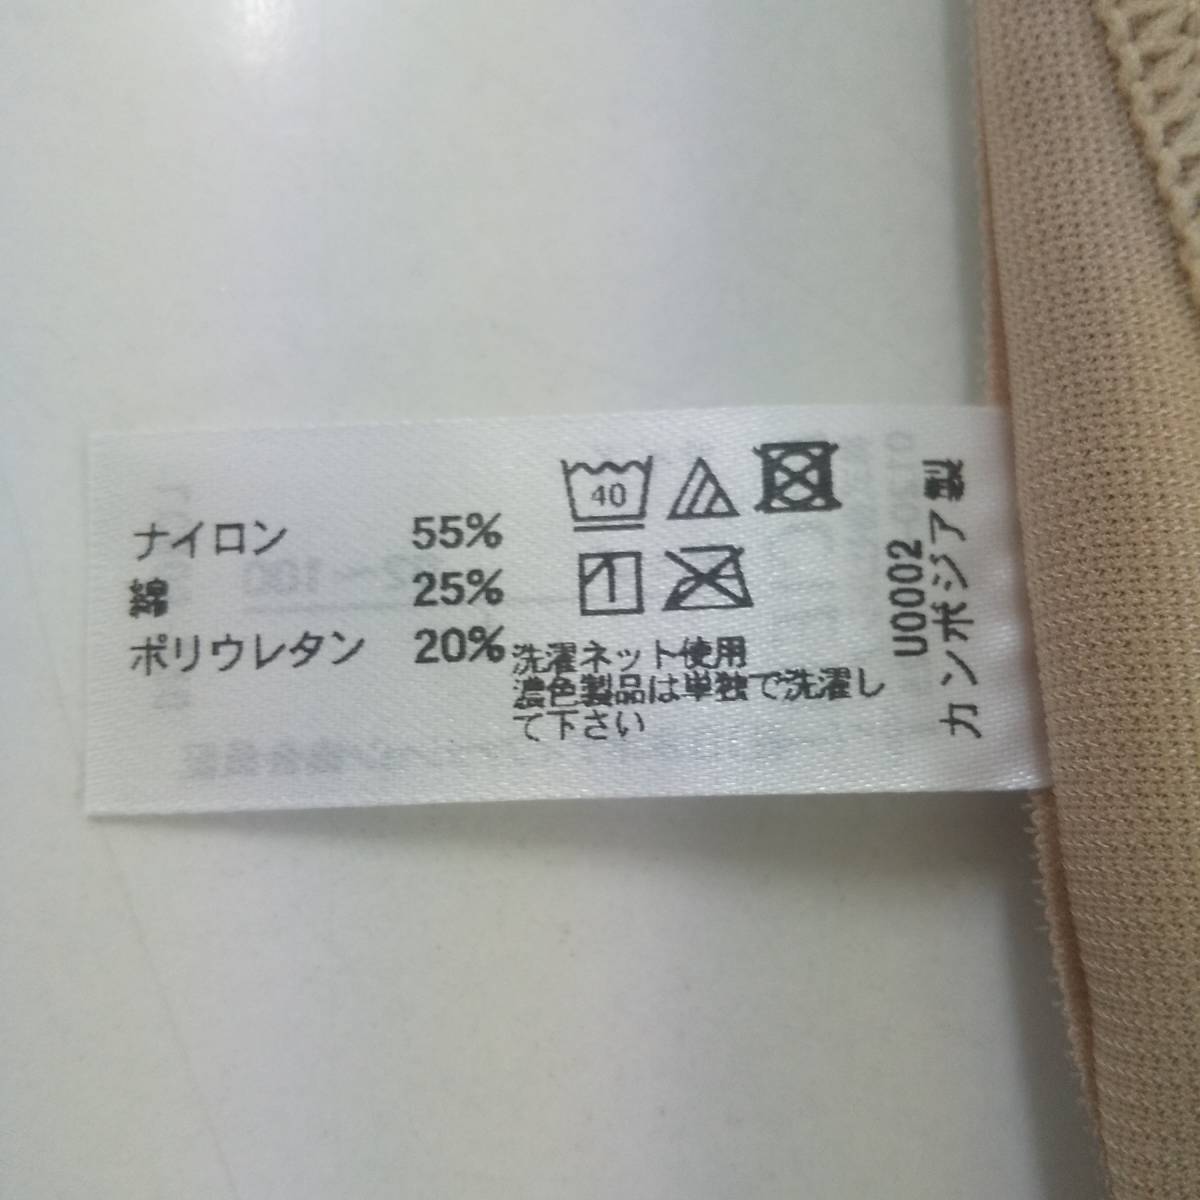 ナイロン 55%
綿 25%
ポリウレタン 20%
40
洗濯ネット使用
濃色製品は単独で洗濯し
て下さい
U0002
カンボジア製